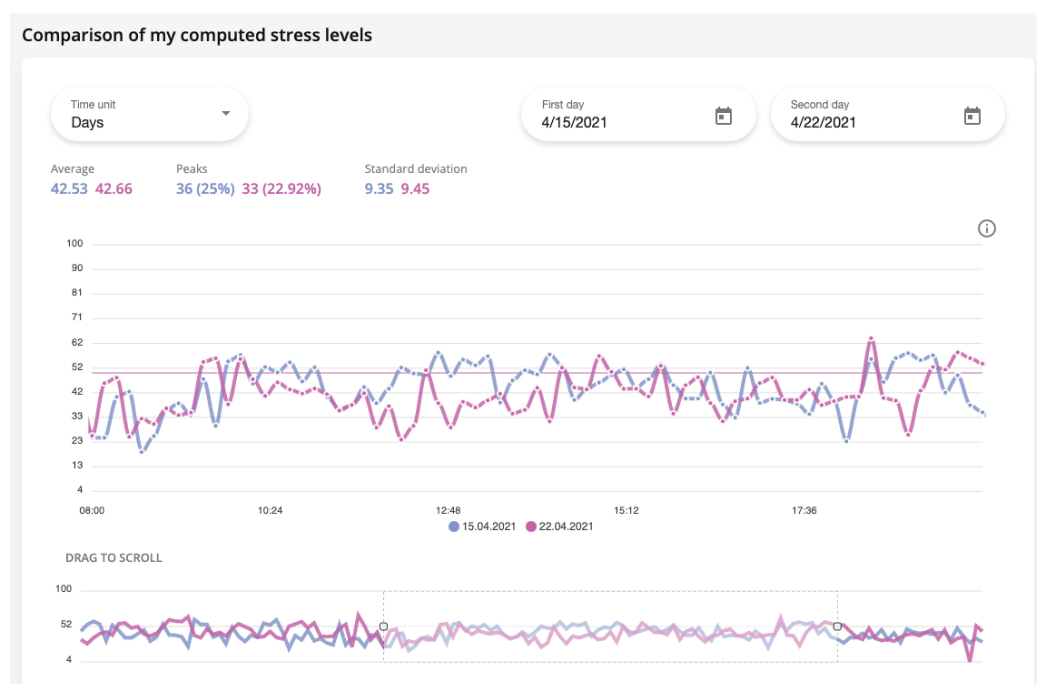 Comparison of my computed stress levels
Time unit
Days
First day
4/15/2021
Second day
4/22/2021
Average
42.53 42.66
Peaks
36 (25%) 33 (22.92%)
Standard deviation
9.35 9.45
100
90
81
71
62
52
42
33
23
13
4
08:00 10:24 12:48 15:12 17:36
15.04.2021 22.04.2021
DRAG TO SCROLL
100
52
4